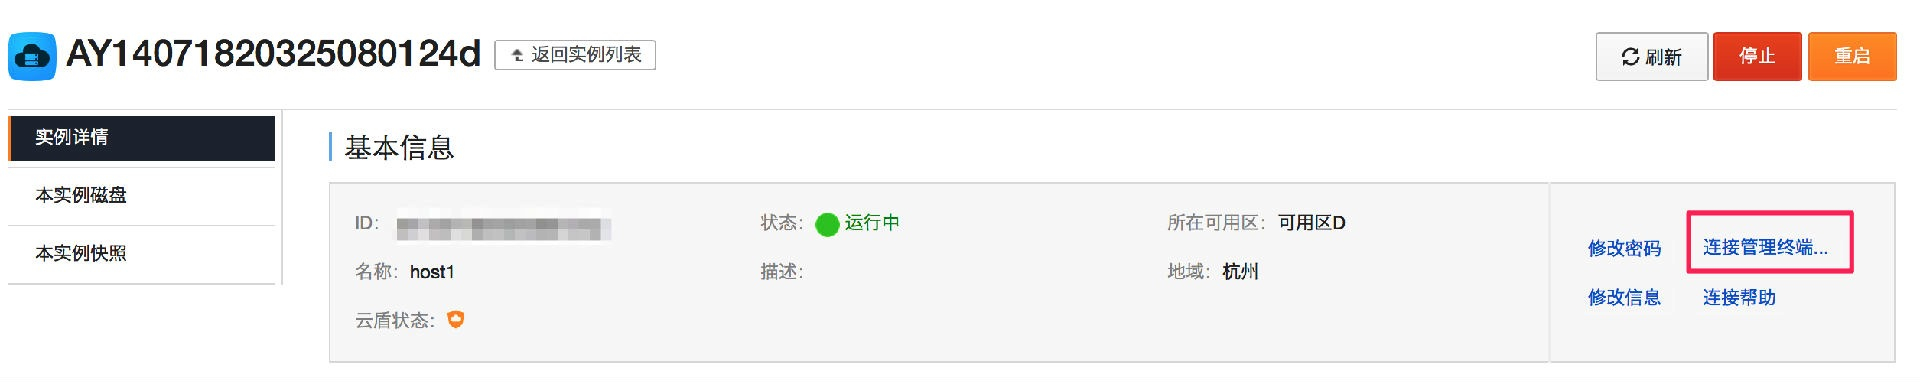 AY140718203250​80124d 返回实例列表 刷新 停止 重启
实例详情
本实例磁盘
本实例快照
基本信息
ID： 状态： 运行中 所在可用区： 可用区D
名称： host1 描述： 地域： 杭州
云盾状态：
修改密码 连接管理终端...
修改信息 连接帮助